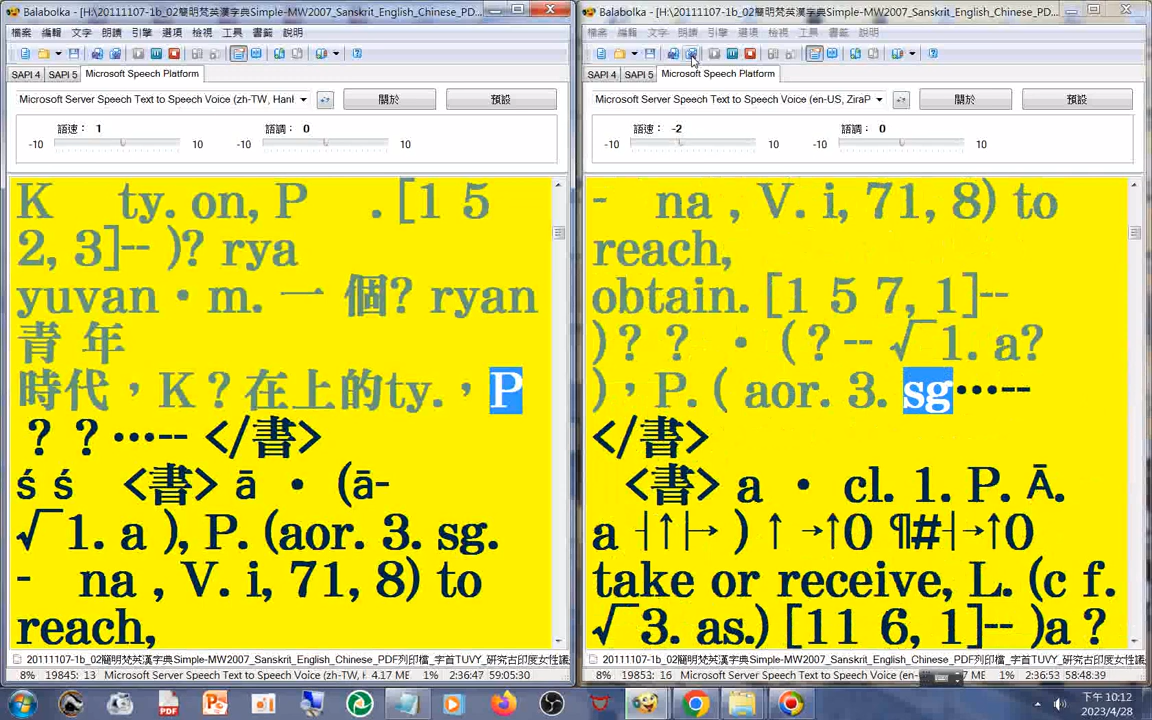 Balabolka - [H:\20111107-1b_02簡明梵英漢字典Simple-MW2007_Sanskrit_English_Chinese_PD...
檔案 編輯 文字 朗讀 引擎 選項 檢視 工具 書籤 說明
SAPI 4 SAPI 5 Microsoft Speech Platform
Microsoft Server Speech Text to Speech Voice (zh-TW, Hanl 關於 預設
語速： 1 語調： 0
-10 10 -10 10
K ty. on, P . [1 5
2, 3]-- )? rya
yuvan・m. 一 個? ryan
青 年
時代，K？在上的ty.，P
？？…-- </書>
ś ś <書> ā ・ (ā-
√ 1. a ), P. (aor. 3. sg.
- na , V. i, 71, 8) to
reach,
20111107-1b_02簡明梵英漢字典Simple-MW2007_Sanskrit_English_Chinese_PDF列印檔_字首TUVY_研究古印度女性議
8% 19845: 13 Microsoft Server Speech Text to Speech Voice (zh-TW, H 4.17 ME 1% 2:36:47 59:05:30
Balabolka - [H:\20111107-1b_02簡明梵英漢字典Simple-MW2007_Sanskrit_English_Chinese_PD...
檔案 編輯 文字 朗讀 引擎 選項 檢視 工具 書籤 說明
SAPI 4 SAPI 5 Microsoft Speech Platform
Microsoft Server Speech Text to Speech Voice (en-US, ZiraP 關於 預設
語速： -2 語調： 0
-10 10 -10 10
- na , V. i, 71, 8) to
reach,
obtain. [1 5 7, 1]--
)？？ ・（？-- √ 1. a?
)，P. ( aor. 3. sg…--
</書>
<書> a ・ cl. 1. P. Ā.
a ┤↑├→ ) ↑ →↑0 ¶#┤→↑0
take or receive, L. (c f.
√ 3. as.) [11 6, 1]-- )a ?
20111107-1b_02簡明梵英漢字典Simple-MW2007_Sanskrit_English_Chinese_PDF列印檔_字首TUVY_研究古印度女性議
8% 19853: 16 Microsoft Server Speech Text to Speech Voice (en-US, 4.17 ME 1% 2:36:53 58:48:39
下午 10:12
2023/4/28